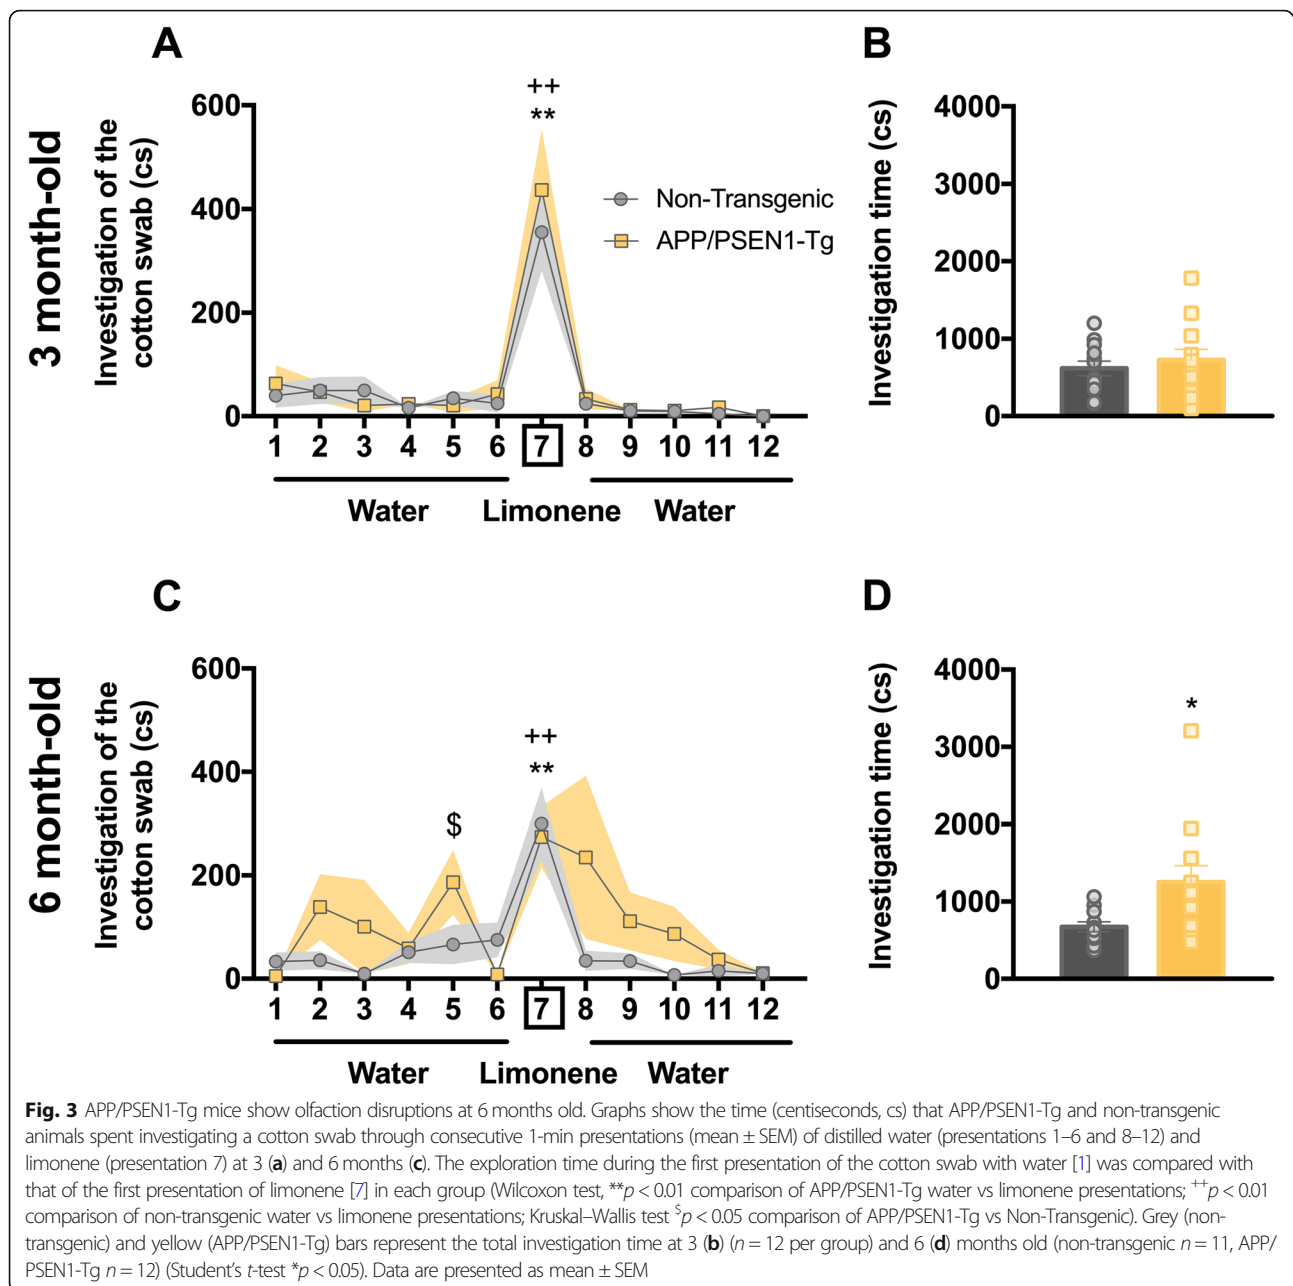 A
3 month-old
Investigation of the
cotton swab (cs)
600
400
200
0
++
**
Non-Transgenic
APP/PSEN1-Tg
1 2 3 4 5 6 7 8 9 10 11 12
Water Limonene Water
B
Investigation time (cs)
4000
3000
2000
1000
0
C
6 month-old
Investigation of the
cotton swab (cs)
600
400
200
0
$
++
**
1 2 3 4 5 6 7 8 9 10 11 12
Water Limonene Water
D
Investigation time (cs)
4000
3000
2000
1000
0
*
Fig. 3 APP/PSEN1-Tg mice show olfaction disruptions at 6 months old. Graphs show the time (centiseconds, cs) that APP/PSEN1-Tg and non-transgenic
animals spent investigating a cotton swab through consecutive 1-min presentations (mean ± SEM) of distilled water (presentations 1–6 and 8–12) and
limonene (presentation 7) at 3 (a) and 6 months (c). The exploration time during the first presentation of the cotton swab with water [1] was compared with
that of the first presentation of limonene [7] in each group (Wilcoxon test, **p < 0.01 comparison of APP/PSEN1-Tg water vs limonene presentations; ++p < 0.01
comparison of non-transgenic water vs limonene presentations; Kruskal–Wallis test $p < 0.05 comparison of APP/PSEN1-Tg vs Non-Transgenic). Grey (non-
transgenic) and yellow (APP/PSEN1-Tg) bars represent the total investigation time at 3 (b) (n = 12 per group) and 6 (d) months old (non-transgenic n = 11, APP/
PSEN1-Tg n = 12) (Student's t-test *p < 0.05). Data are presented as mean ± SEM